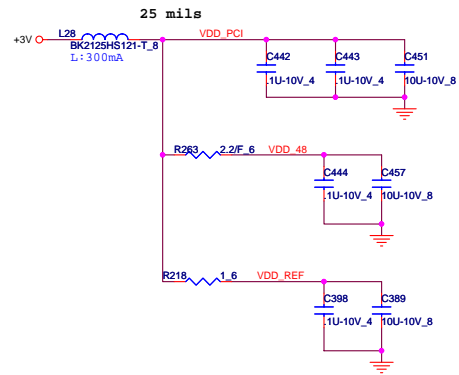 25 mils
+3V
L28
VDD_PCI
BK2125HS121-T_8
L:300mA
C442
C443
C451
.1U-10V_4
.1U-10V_4
10U-10V_8
R263
2.2/F_6
VDD_48
C444
C457
.1U-10V_4
10U-10V_8
R218
1_6
VDD_REF
C398
C389
.1U-10V_4
10U-10V_8